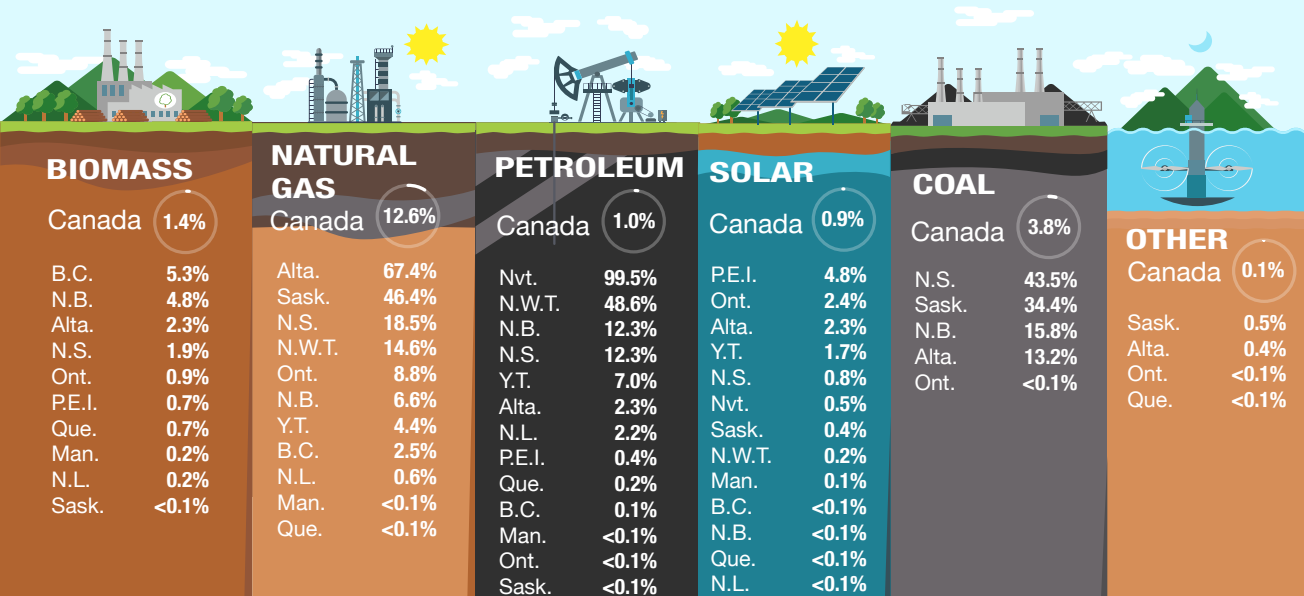 BIOMASS
Canada 1.4%
B.C. 5.3%
N.B. 4.8%
Alta. 2.3%
N.S. 1.9%
Ont. 0.9%
P.E.I. 0.7%
Que. 0.7%
Man. 0.2%
N.L. 0.2%
Sask. <0.1%
NATURAL
GAS
Canada 12.6%
Alta. 67.4%
Sask. 46.4%
N.S. 18.5%
N.W.T. 14.6%
Ont. 8.8%
N.B. 6.6%
Y.T. 4.4%
B.C. 2.5%
N.L. 0.6%
Man. <0.1%
Que. <0.1%
PETROLEUM
Canada 1.0%
Nvt. 99.5%
N.W.T. 48.6%
N.B. 12.3%
N.S. 12.3%
Y.T. 7.0%
Alta. 2.3%
N.L. 2.2%
P.E.I. 0.4%
Que. 0.2%
B.C. 0.1%
Man. <0.1%
Ont. <0.1%
Sask. <0.1%
SOLAR
Canada 0.9%
P.E.I. 4.8%
Ont. 2.4%
Alta. 2.3%
Y.T. 1.7%
N.S. 0.8%
Nvt. 0.5%
Sask. 0.4%
N.W.T. 0.2%
Man. 0.1%
B.C. <0.1%
N.B. <0.1%
Que. <0.1%
N.L. <0.1%
COAL
Canada 3.8%
N.S. 43.5%
Sask. 34.4%
N.B. 15.8%
Alta. 13.2%
Ont. <0.1%
OTHER
Canada 0.1%
Sask. 0.5%
Alta. 0.4%
Ont. <0.1%
Que. <0.1%